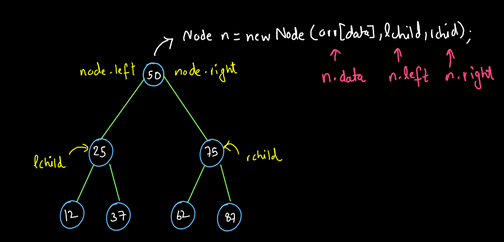 Node n = new Node (arr[data], lchild, rchid);
n.data n.left n.right
node.left 50 node.right
lchild 25 75 rchild
12 37 62 87